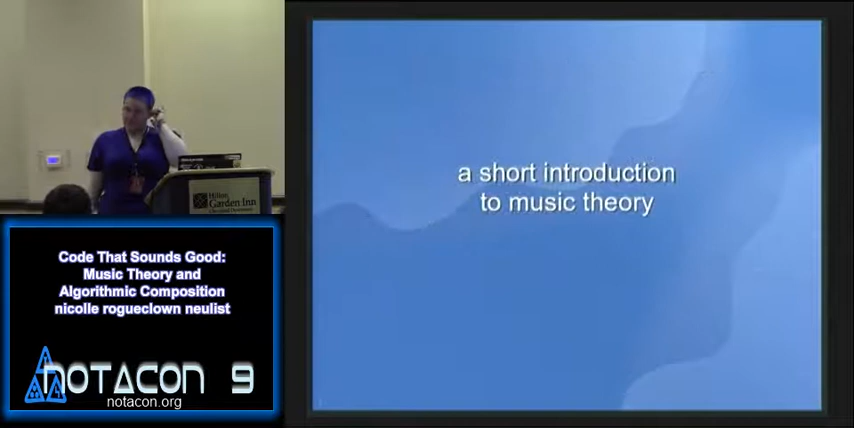 a short introduction
to music theory
Hilton
Garden Inn
Code That Sounds Good:
Music Theory and
Algorithmic Composition
nicolle rogueclown neulist
NOTACON 9
notacon.org